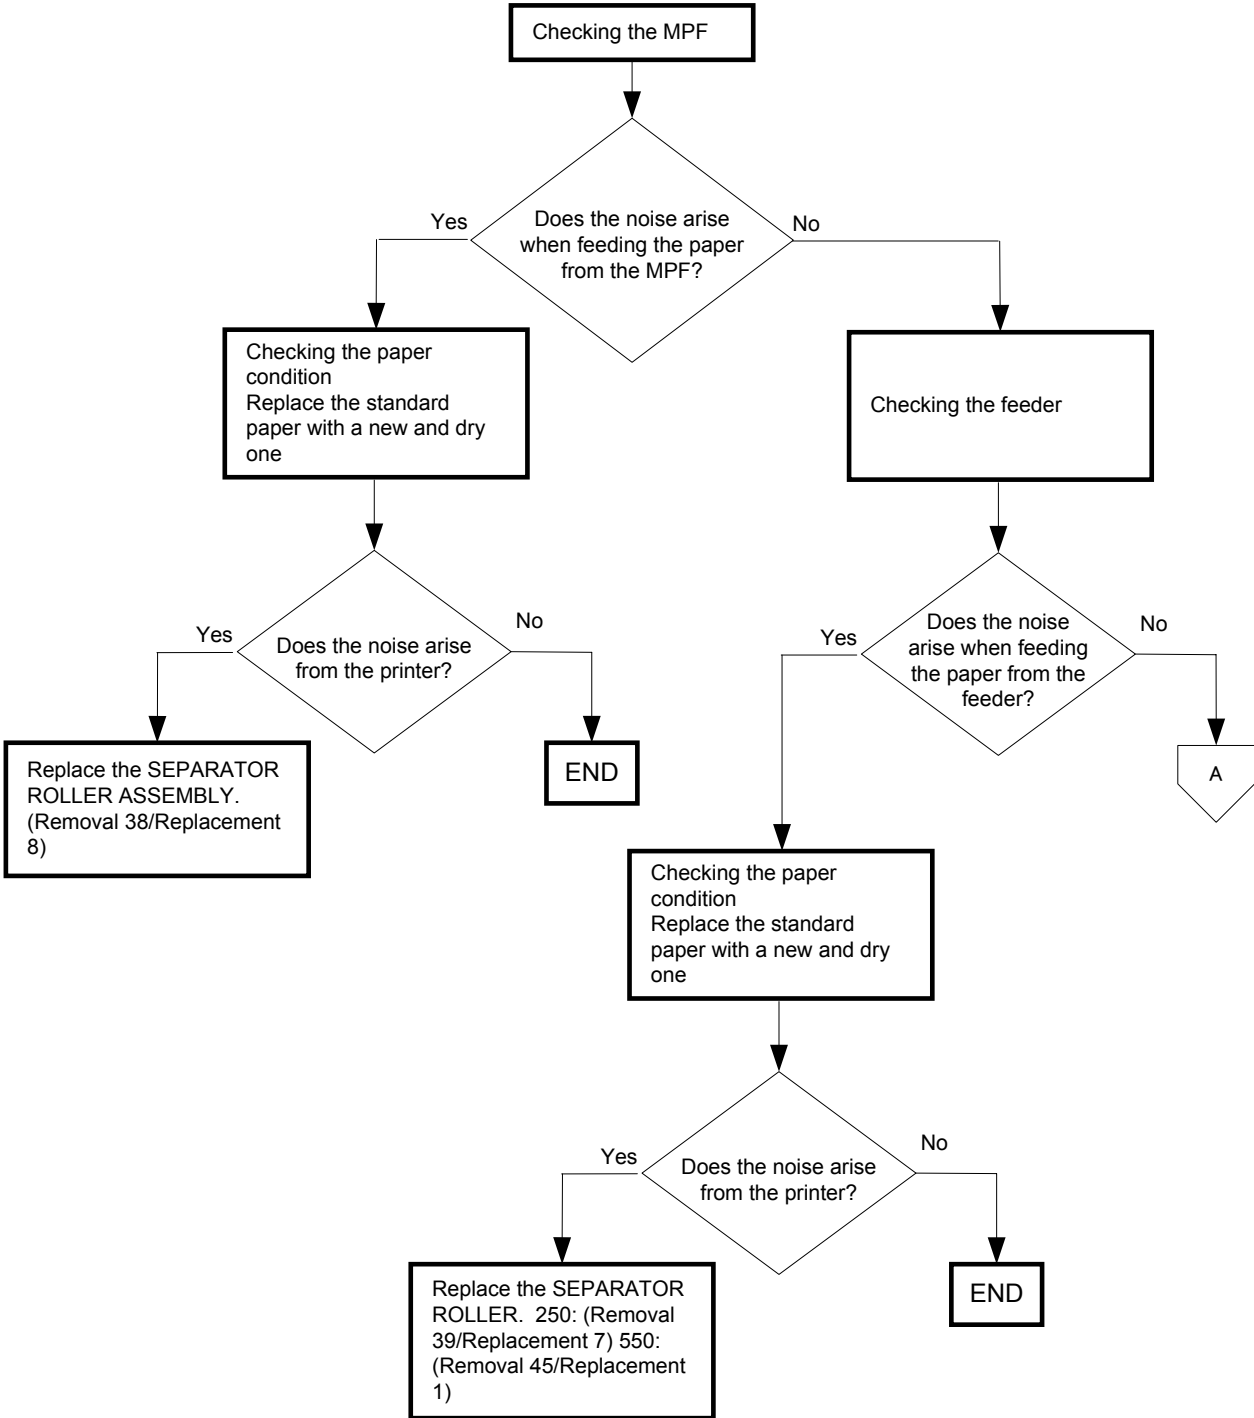 Checking the MPF
Yes
Does the noise arise
when feeding the paper
from the MPF?
No
Checking the paper
condition
Replace the standard
paper with a new and dry
one
Checking the feeder
Yes
Does the noise arise
from the printer?
No
Yes
Does the noise
arise when feeding
the paper from the
feeder?
No
Replace the SEPARATOR
ROLLER ASSEMBLY.
(Removal 38/Replacement
8)
END
A
Checking the paper
condition
Replace the standard
paper with a new and dry
one
Yes
Does the noise arise
from the printer?
No
Replace the SEPARATOR
ROLLER.  250: (Removal
39/Replacement 7) 550:
(Removal 45/Replacement
1)
END